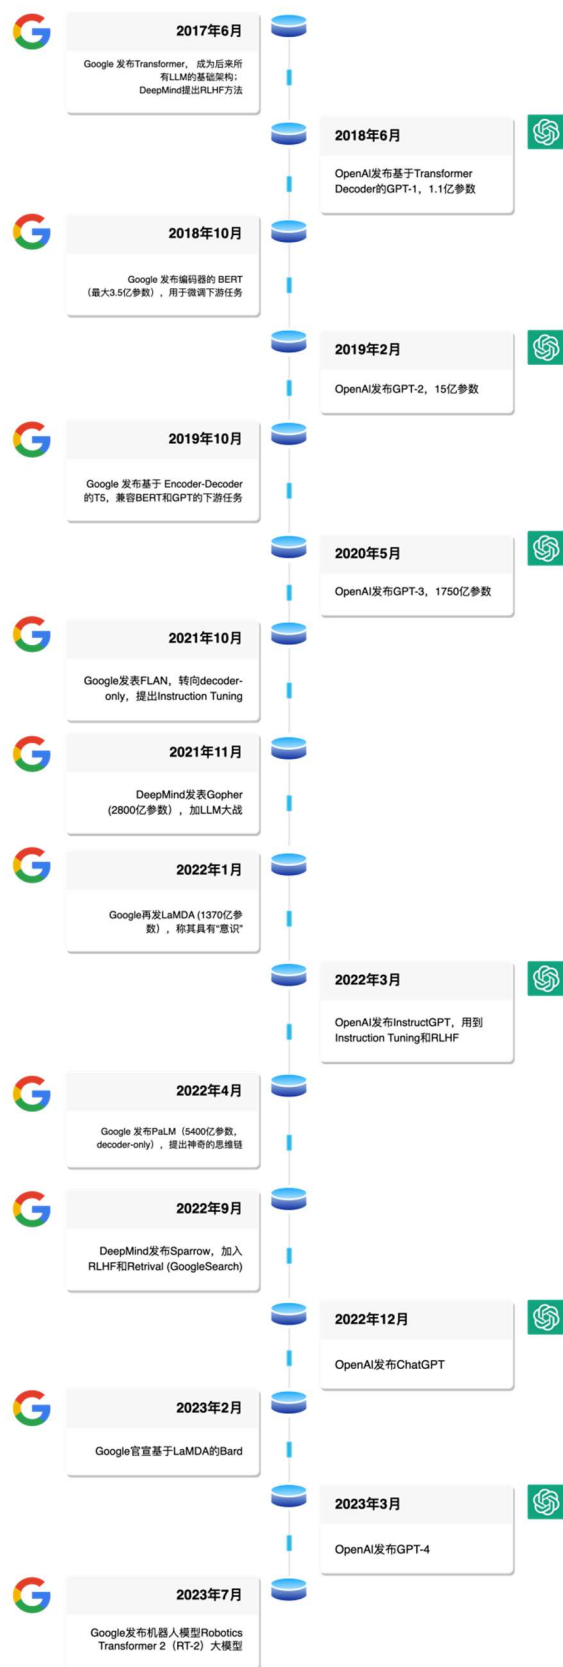 2017年6月
Google 发布Transformer， 成为后来所
有LLM的基础架构；
DeepMind提出RLHF方法
2018年6月
OpenAI发布基于Transformer
Decoder的GPT-1，1.1亿参数
2018年10月
Google 发布编码器的 BERT
（最大3.5亿参数），用于微调下游任务
2019年2月
OpenAI发布GPT-2，15亿参数
2019年10月
Google 发布基于 Encoder-Decoder
的T5，兼容BERT和GPT的下游任务
2020年5月
OpenAI发布GPT-3，1750亿参数
2021年10月
Google发表FLAN，转向decoder-
only，提出Instruction Tuning
2021年11月
DeepMind发表Gopher
(2800亿参数），加LLM大战
2022年1月
Google再发LaMDA (1370亿参
数），称其具有“意识”
2022年3月
OpenAI发布InstructGPT，用到
Instruction Tuning和RLHF
2022年4月
Google 发布PaLM（5400亿参数，
decoder-only），提出神奇的思维链
2022年9月
DeepMind发布Sparrow，加入
RLHF和Retrival (GoogleSearch)
2022年12月
OpenAI发布ChatGPT
2023年2月
Google官宣基于LaMDA的Bard
2023年3月
OpenAI发布GPT-4
2023年7月
Google发布机器人模型Robotics
Transformer 2（RT-2）大模型